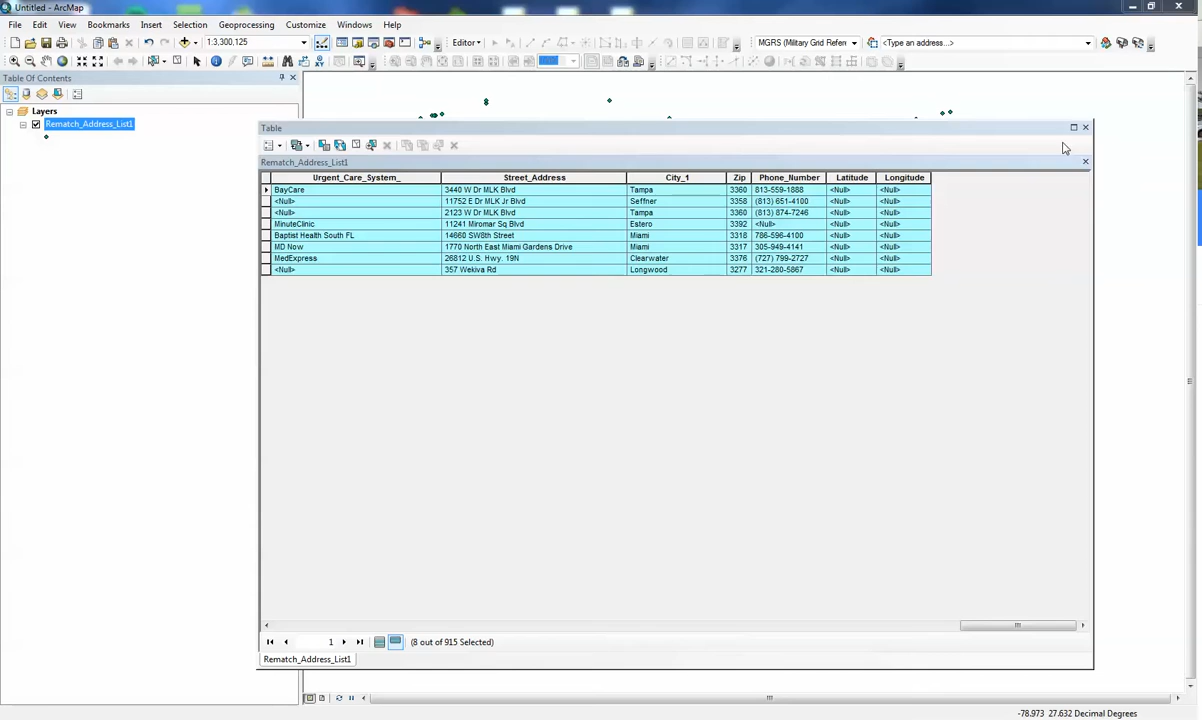 Untitled - ArcMap
File Edit View Bookmarks Insert Selection Geoprocessing Customize Windows Help
1:3,300,125 Editor MGRS (Military Grid Referen <Type an address...>
Table Of Contents
Layers
Rematch_Address_List1
Table
Rematch_Address_List1
Urgent_Care_System_ Street_Address City_1 Zip Phone_Number Latitude Longitude
BayCare 3440 W Dr MLK Blvd Tampa 3360 813-559-1888 <Null> <Null>
<Null> 11752 E Dr MLK Jr Blvd Seffner 3358 (813) 651-4100 <Null> <Null>
<Null> 2123 W Dr MLK Blvd Tampa 3360 (813) 874-7246 <Null> <Null>
MinuteClinic 11241 Miromar Sq Blvd Estero 3392 <Null> <Null> <Null>
Baptist Health South FL 14660 SW8th Street Miami 3318 786-596-4100 <Null> <Null>
MD Now 1770 North East Miami Gardens Drive Miami 3317 305-949-4141 <Null> <Null>
MedExpress 26812 U.S. Hwy. 19N Clearwater 3376 (727) 799-2727 <Null> <Null>
<Null> 357 Wekiva Rd Longwood 3277 321-280-5867 <Null> <Null>
1 (8 out of 915 Selected)
Rematch_Address_List1
-78.973 27.632 Decimal Degrees